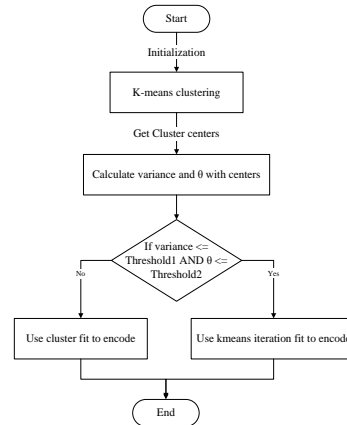 Start
Initialization
K-means clustering
Get Cluster centers
Calculate variance and θ with centers
If variance <=
Threshold1 AND θ <=
Threshold2
No
Yes
Use cluster fit to encode
Use kmeans iteration fit to encode
End